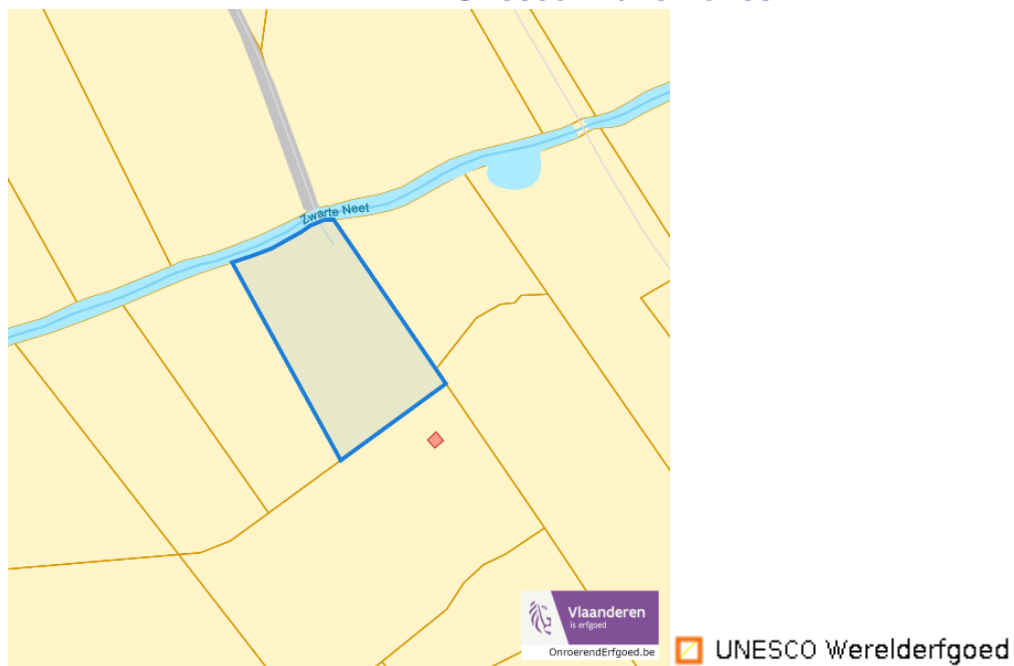 Zwarte Neet
Vlaanderen
is erfgoed
OnroerendErfgoed.be
UNESCO Werelderfgoed